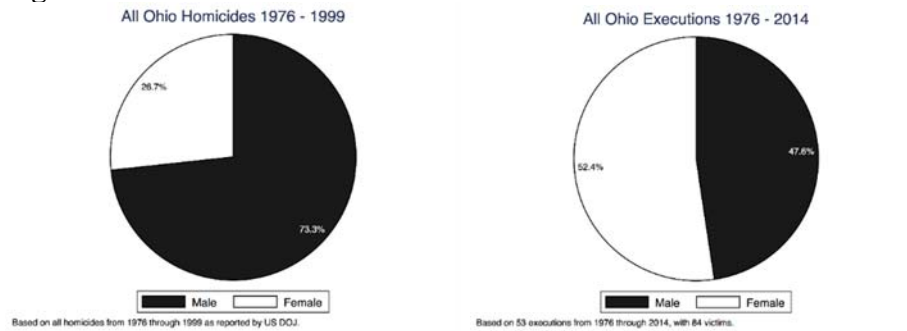 All Ohio Homicides 1976 - 1999
26.7%
73.3%
Male Female
Based on all homicides from 1976 through 1999 as reported by US DOJ.
All Ohio Executions 1976 - 2014
47.6%
52.4%
Male Female
Based on 53 executions from 1976 through 2014, with 84 victims.